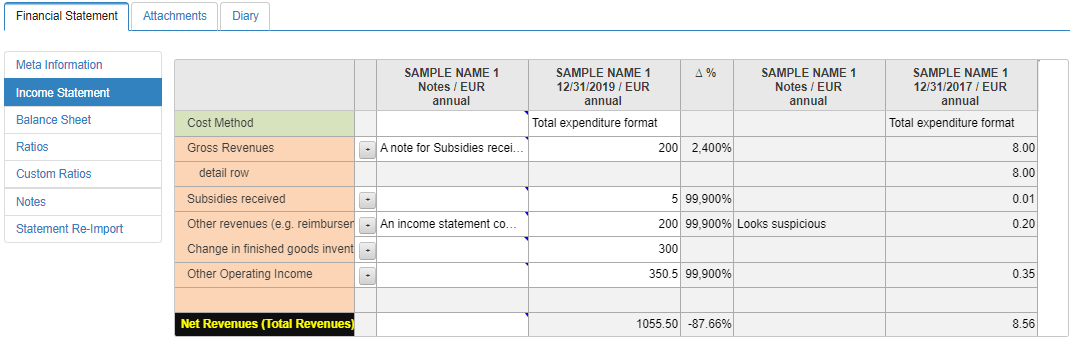 Financial Statement Attachments Diary
Meta Information
Income Statement
Balance Sheet
Ratios
Custom Ratios
Notes
Statement Re-Import
SAMPLE NAME 1 Notes / EUR annual
SAMPLE NAME 1 12/31/2019 / EUR annual
Δ %
SAMPLE NAME 1 Notes / EUR annual
SAMPLE NAME 1 12/31/2017 / EUR annual
Cost Method Total expenditure format Total expenditure format
Gross Revenues - A note for Subsidies recei... 200 2,400% 8.00
detail row 8.00
Subsidies received - 5 99,900% 0.01
Other revenues (e.g. reimburser - An income statement co... 200 99,900% Looks suspicious 0.20
Change in finished goods invent - 300
Other Operating Income - 350.5 99,900% 0.35
Net Revenues (Total Revenues) 1055.50 -87.66% 8.56